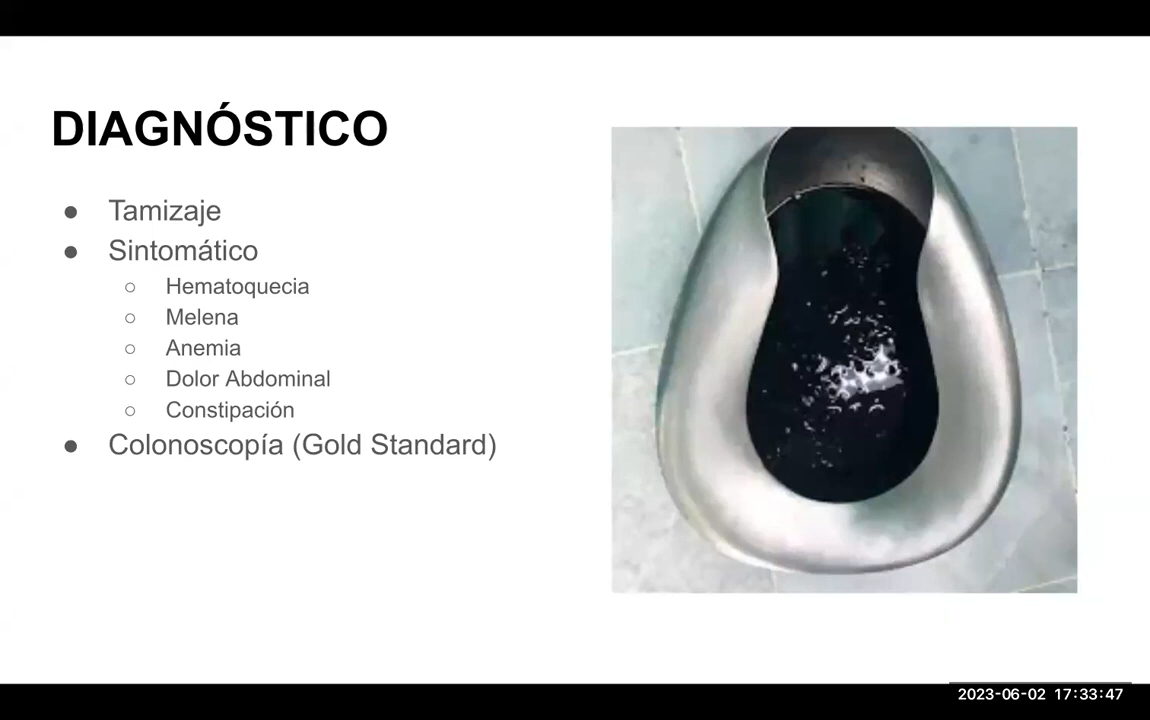 DIAGNÓSTICO
● Tamizaje
● Sintomático
○ Hematoquecia
○ Melena
○ Anemia
○ Dolor Abdominal
○ Constipación
● Colonoscopía (Gold Standard)
2023-06-02 17:33:47